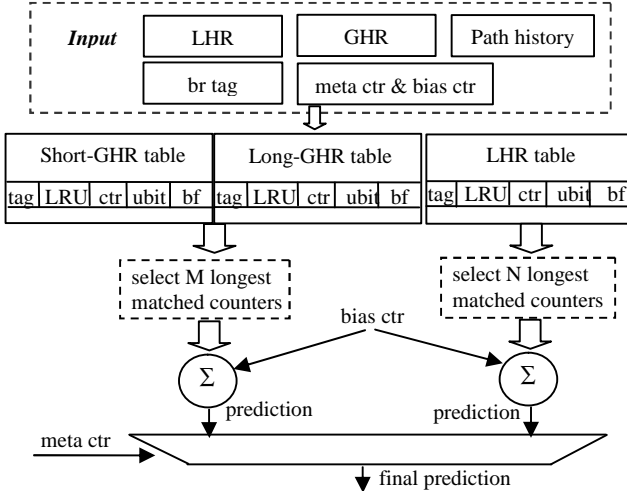 Input LHR GHR Path history
br tag meta ctr & bias ctr
Short-GHR table Long-GHR table LHR table
tag LRU ctr ubit bf tag LRU ctr ubit bf tag LRU ctr ubit bf
select M longest
matched counters
select N longest
matched counters
bias ctr
Σ Σ
prediction prediction
meta ctr
final prediction